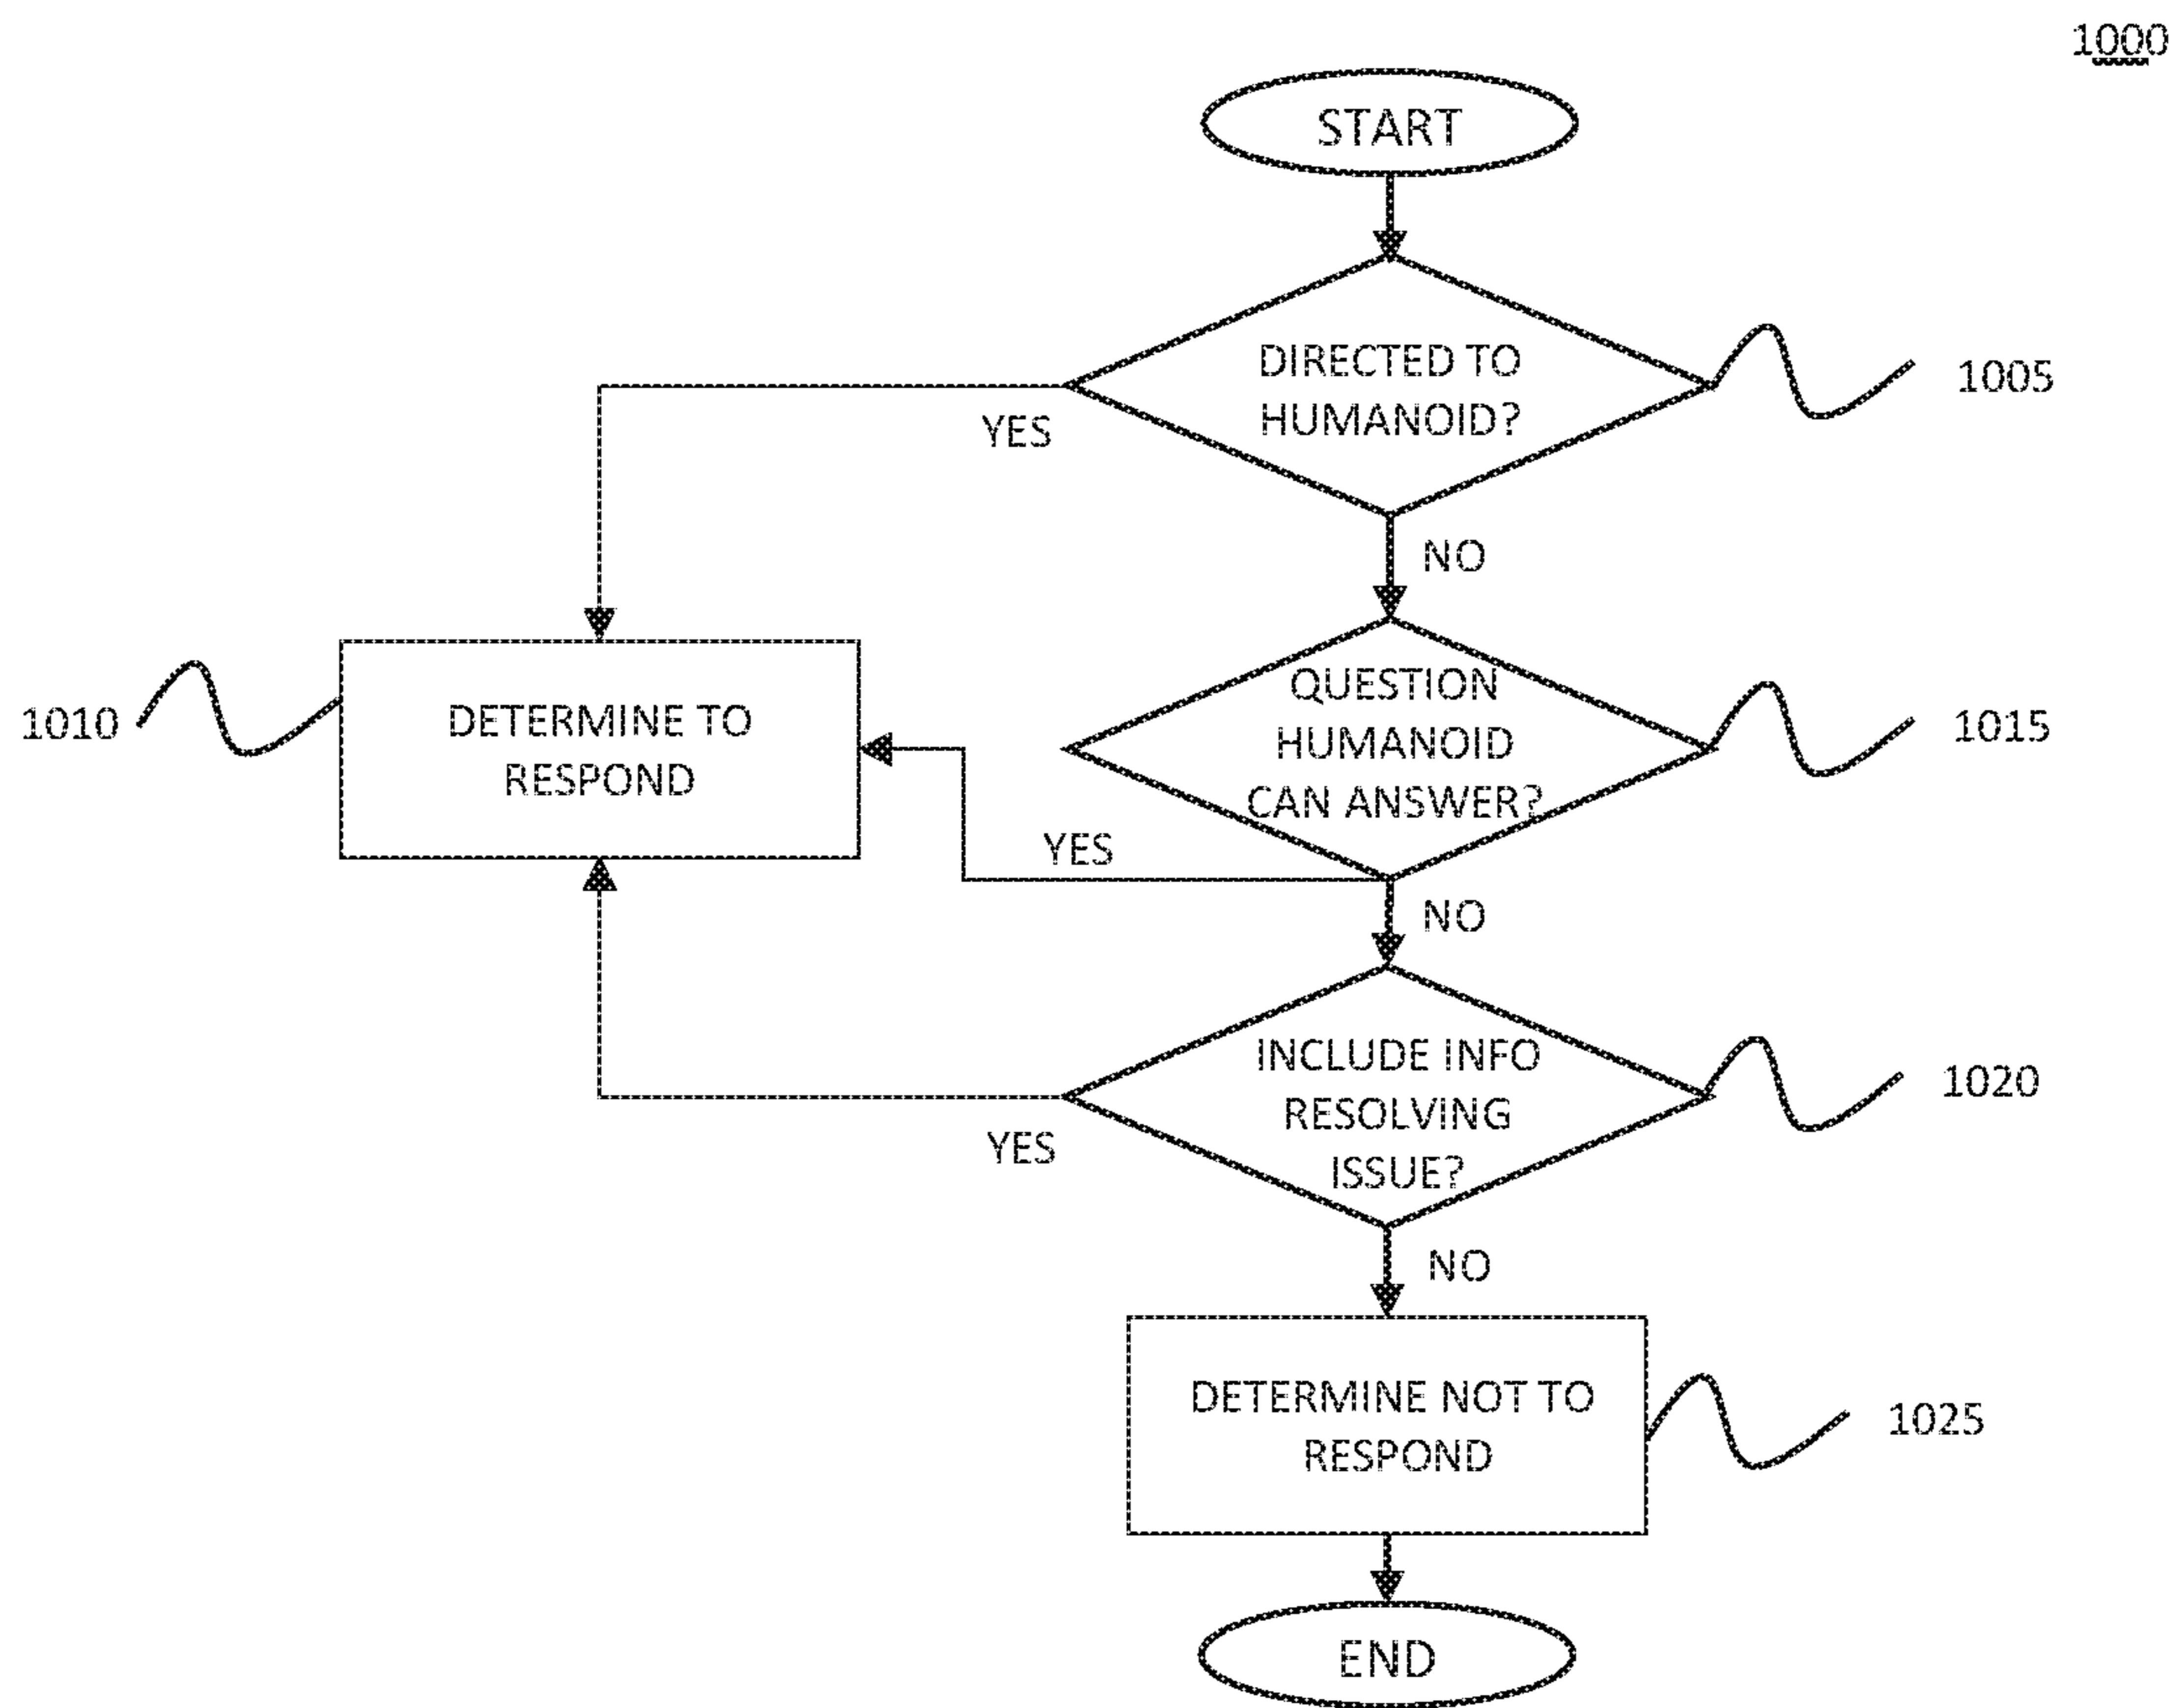 1000
START
DIRECTED TO
HUMANOID?
1005
YES
NO
DETERMINE TO
RESPOND
1010
QUESTION
HUMANOID
CAN ANSWER?
1015
YES
NO
INCLUDE INFO
RESOLVING
ISSUE?
1020
YES
NO
DETERMINE NOT TO
RESPOND
1025
END